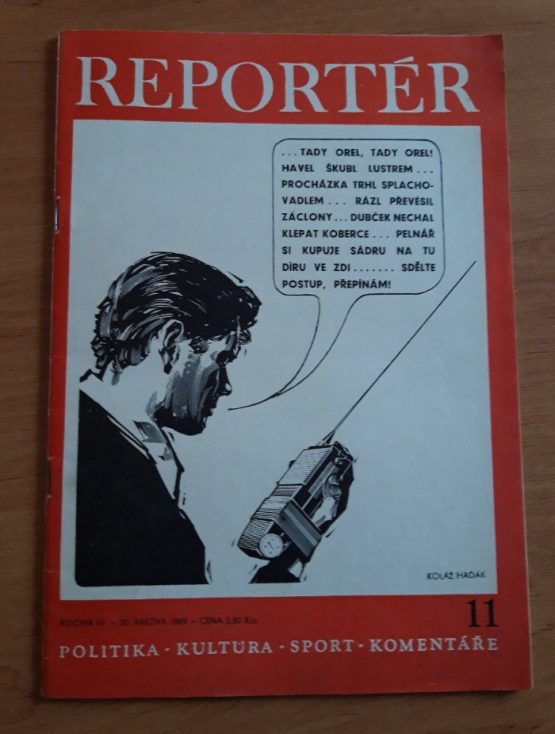 REPORTÉR
...TADY OREL, TADY OREL!
HAVEL ŠKUBL LUSTREM...
PROCHÁZKA TRHL SPLACHO-
VADLEM... RÁZL PŘEVĚSIL
ZÁCLONY... DUBČEK NECHAL
KLEPAT KOBERCE... PELNÁŘ
SI KUPUJE SÁDRU NA TU
DÍRU VE ZDI....... SDĚLTE
POSTUP, PŘEPÍNÁM!
KOLÁŽ HADÁK
ROČNÍK IV. – 20. BŘEZNA 1969 – CENA 2,50 Kčs
11
POLITIKA - KULTURA - SPORT - KOMENTÁŘE